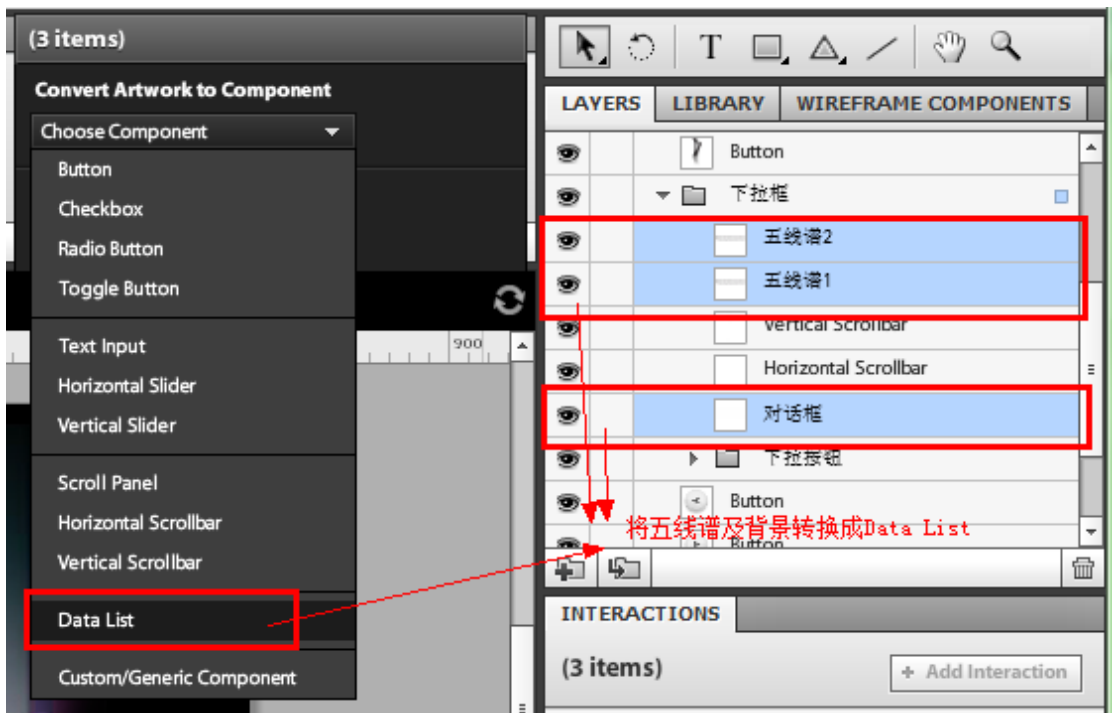 (3 items)
Convert Artwork to Component
Choose Component
Button
Checkbox
Radio Button
Toggle Button
Text Input
Horizontal Slider
Vertical Slider
Scroll Panel
Horizontal Scrollbar
Vertical Scrollbar
Data List
Custom/Generic Component
900
T
LAYERS LIBRARY WIREFRAME COMPONENTS
Button
下拉框
五线谱2
五线谱1
Vertical Scrollbar
Horizontal Scrollbar
对话框
下拉按钮
Button
将五线谱及背景转换成Data List
Button
INTERACTIONS
(3 items)
+ Add Interaction